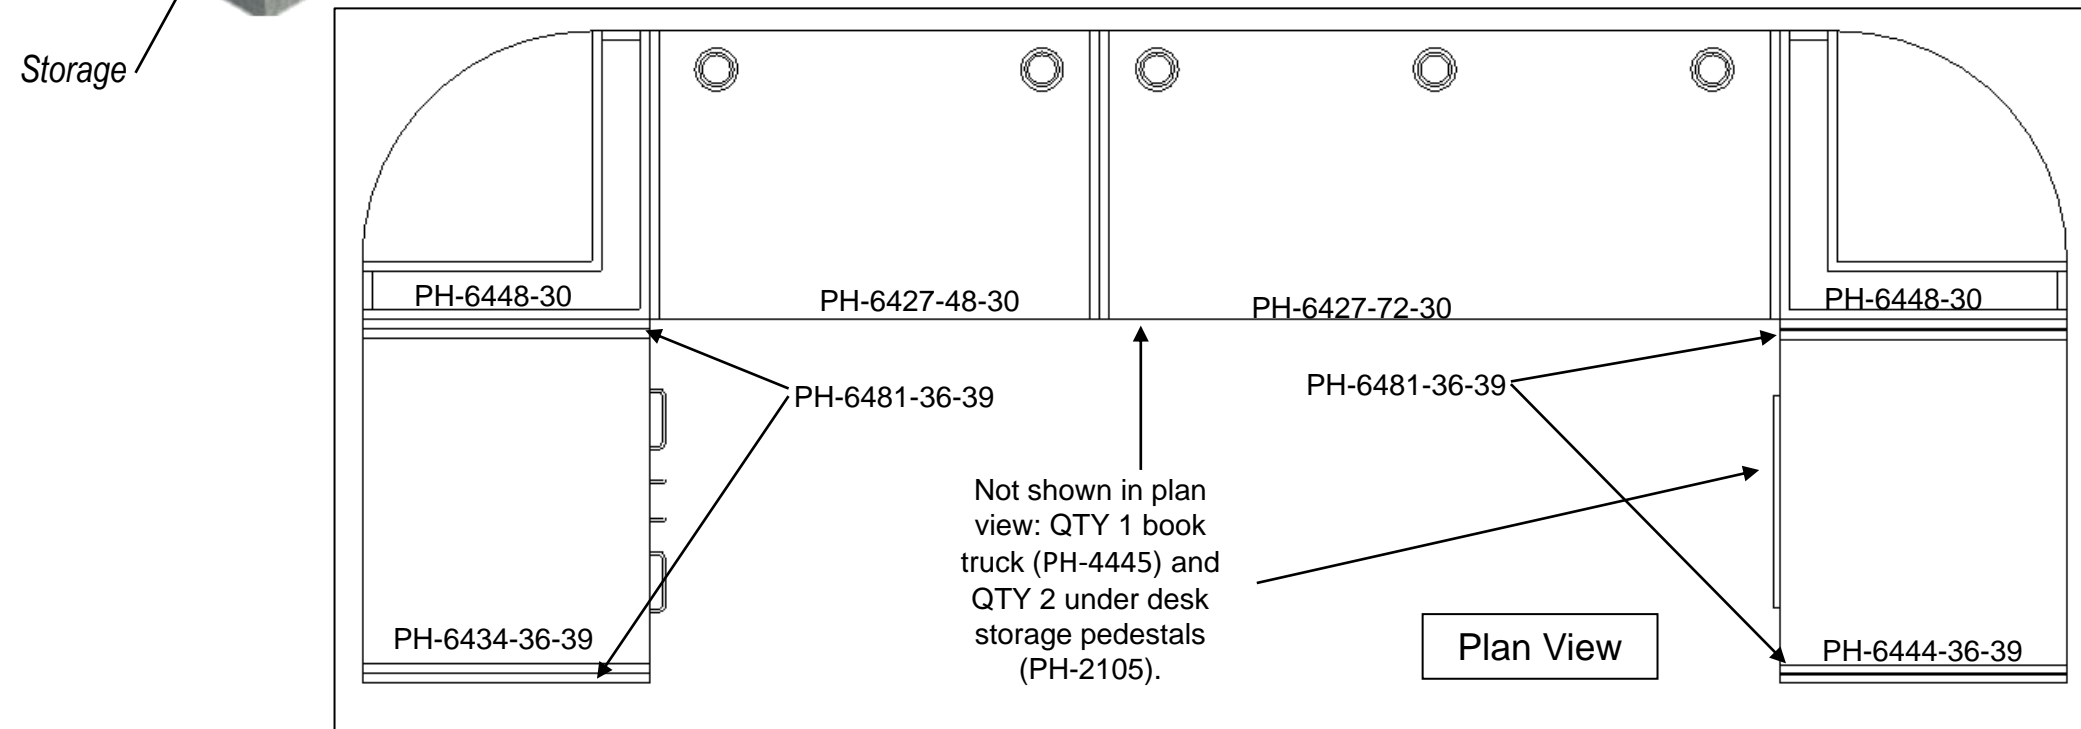 Storage
PH-6448-30
PH-6427-48-30
PH-6427-72-30
PH-6448-30
PH-6481-36-39
PH-6481-36-39
Not shown in plan
view: QTY 1 book
truck (PH-4445) and
QTY 2 under desk
storage pedestals
(PH-2105).
PH-6434-36-39
Plan View
PH-6444-36-39